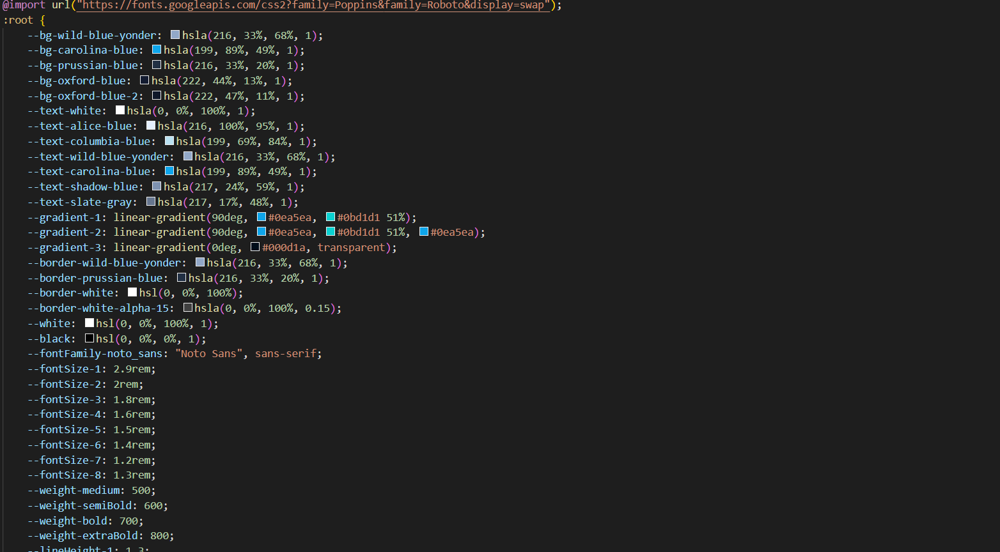 @import url("https://fonts.googleapis.com/css2?family=Poppins&family=Roboto&display=swap");
:root {
--bg-wild-blue-yonder: hsla(216, 33%, 68%, 1);
--bg-carolina-blue: hsla(199, 89%, 49%, 1);
--bg-prussian-blue: hsla(216, 33%, 20%, 1);
--bg-oxford-blue: hsla(222, 44%, 13%, 1);
--bg-oxford-blue-2: hsla(222, 47%, 11%, 1);
--text-white: hsla(0, 0%, 100%, 1);
--text-alice-blue: hsla(216, 100%, 95%, 1);
--text-columbia-blue: hsla(199, 69%, 84%, 1);
--text-wild-blue-yonder: hsla(216, 33%, 68%, 1);
--text-carolina-blue: hsla(199, 89%, 49%, 1);
--text-shadow-blue: hsla(217, 24%, 59%, 1);
--text-slate-gray: hsla(217, 17%, 48%, 1);
--gradient-1: linear-gradient(90deg, #0ea5ea, #0bd1d1 51%);
--gradient-2: linear-gradient(90deg, #0ea5ea, #0bd1d1 51%, #0ea5ea);
--gradient-3: linear-gradient(0deg, #000d1a, transparent);
--border-wild-blue-yonder: hsla(216, 33%, 68%, 1);
--border-prussian-blue: hsla(216, 33%, 20%, 1);
--border-white: hsl(0, 0%, 100%);
--border-white-alpha-15: hsla(0, 0%, 100%, 0.15);
--white: hsl(0, 0%, 100%, 1);
--black: hsl(0, 0%, 0%, 1);
--fontFamily-noto_sans: "Noto Sans", sans-serif;
--fontSize-1: 2.9rem;
--fontSize-2: 2rem;
--fontSize-3: 1.8rem;
--fontSize-4: 1.6rem;
--fontSize-5: 1.5rem;
--fontSize-6: 1.4rem;
--fontSize-7: 1.2rem;
--fontSize-8: 1.3rem;
--weight-medium: 500;
--weight-semiBold: 600;
--weight-bold: 700;
--weight-extraBold: 800;
--lineHeight-1: 1.3;